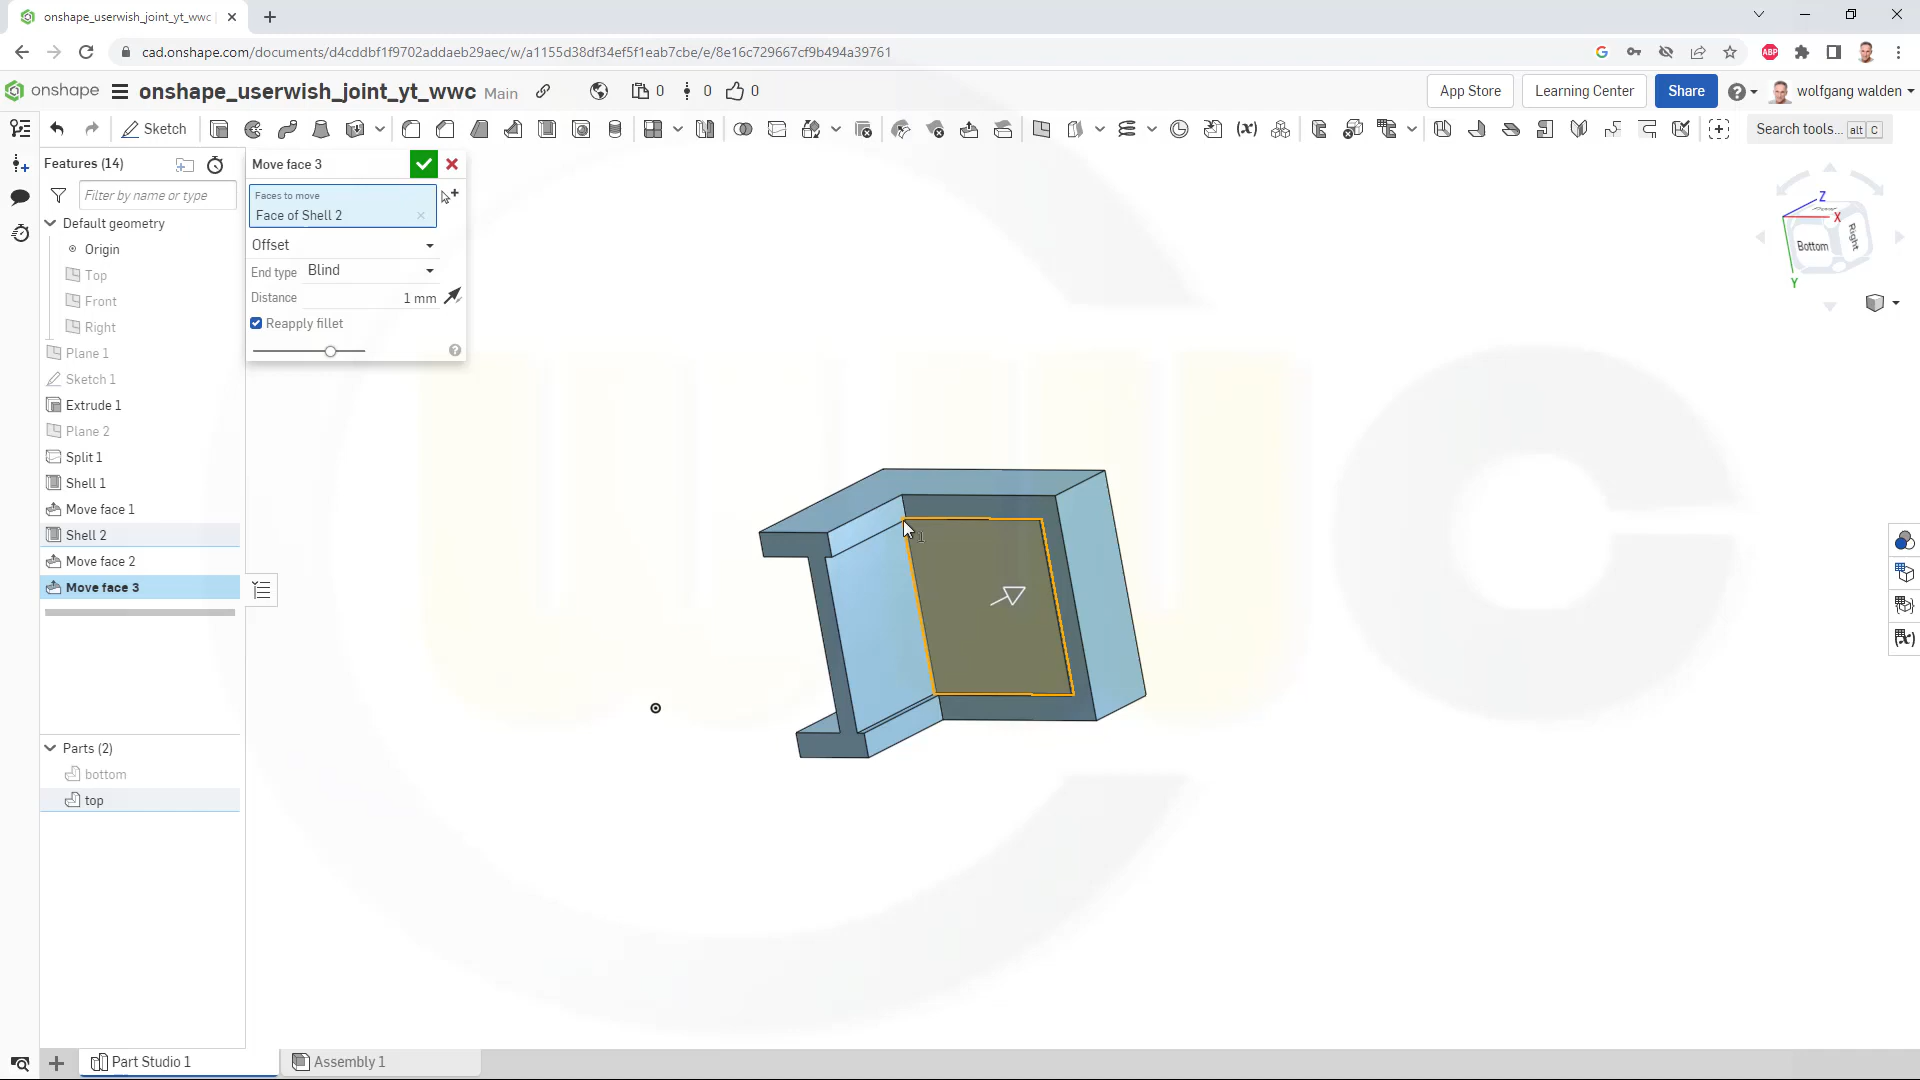 onshape_userwish_joint_yt_wwc
cad.onshape.com/documents/d4cddbf1f9702addaeb29aec/w/a1155d38df34ef5f1eab7cbe/e/8e16c729667cf9b494a39761
ABP
onshape onshape_userwish_joint_yt_wwc Main 0 0 0 App Store Learning Center Share wolfgang walden
Sketch Search tools... alt C
Features (14)
Filter by name or type
Default geometry
Origin
Top
Front
Right
Plane 1
Sketch 1
Extrude 1
Plane 2
Split 1
Shell 1
Move face 1
Shell 2
Move face 2
Move face 3
Parts (2)
bottom
top
Move face 3
Faces to move
Face of Shell 2
Offset
End type Blind
Distance 1 mm
Reapply fillet
Z
X
Bottom
Right
Y
Part Studio 1
Assembly 1